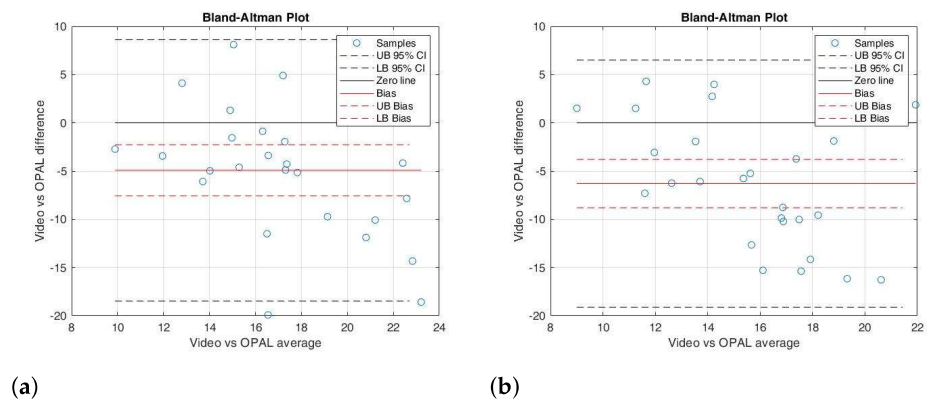 Bland-Altman Plot
10
5
0
-5
-10
-15
-20
8 10 12 14 16 18 20 22 24
Video vs OPAL difference
Video vs OPAL average
Samples
UB 95% CI
LB 95% CI
Zero line
Bias
UB Bias
LB Bias
(a)
Bland-Altman Plot
10
5
0
-5
-10
-15
-20
8 10 12 14 16 18 20 22
Video vs OPAL difference
Video vs OPAL average
Samples
UB 95% CI
LB 95% CI
Zero line
Bias
UB Bias
LB Bias
(b)